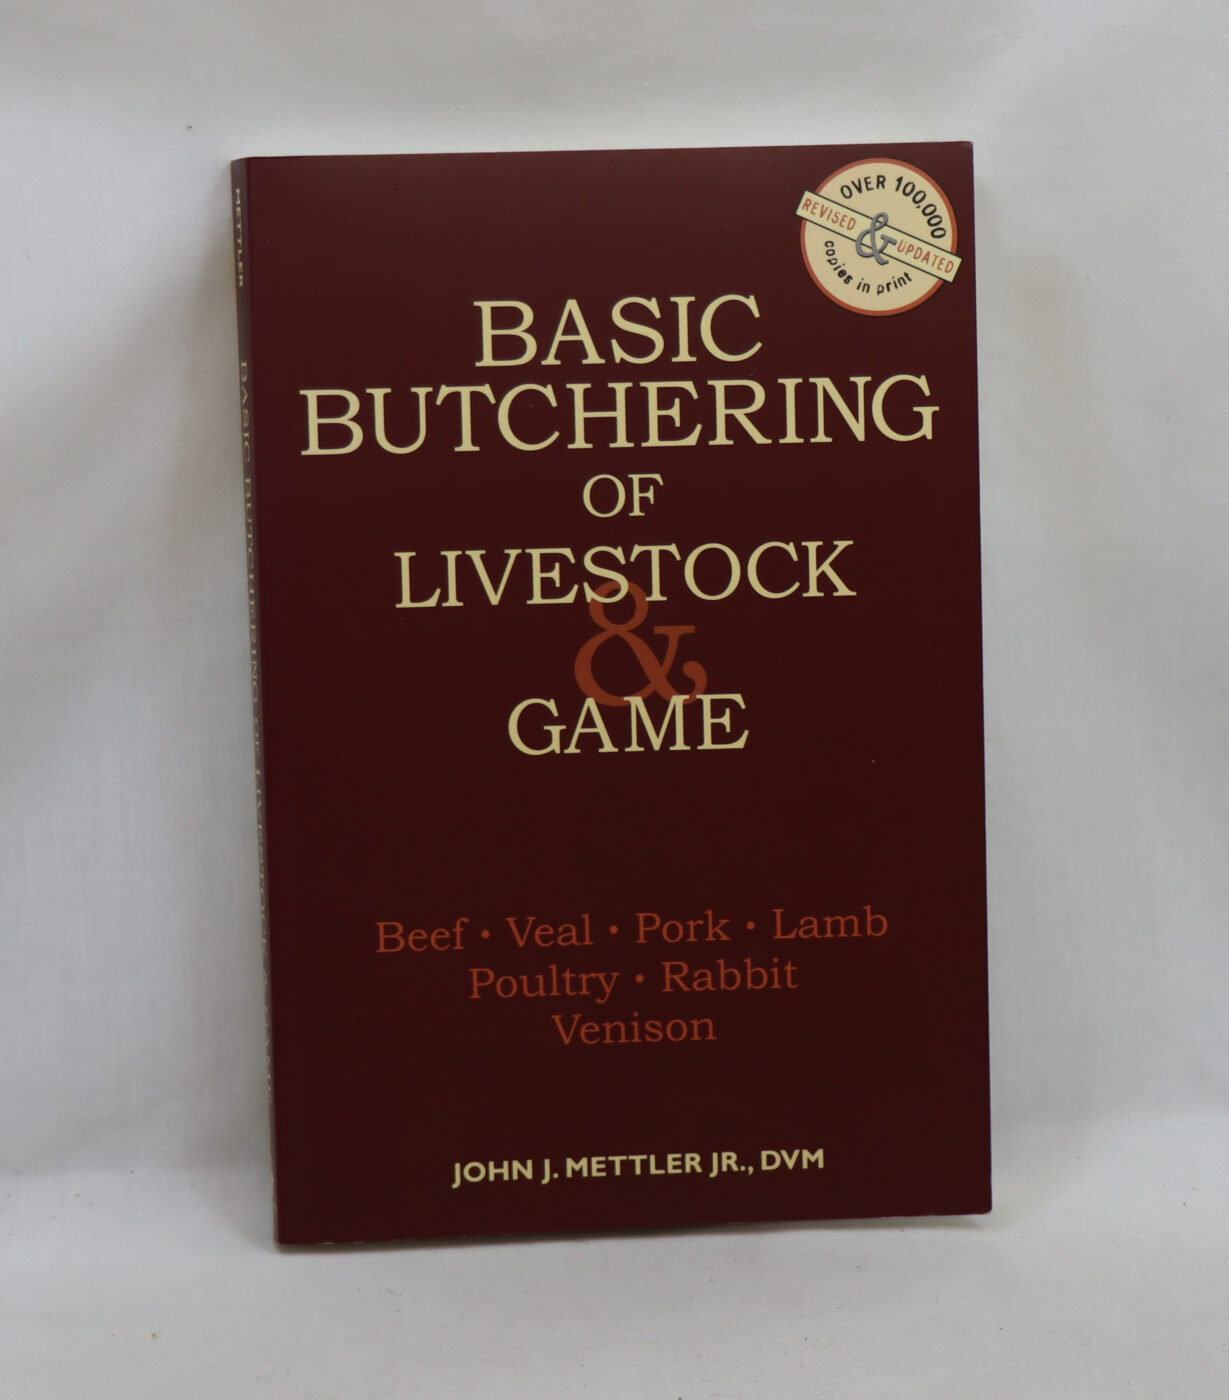 OVER 100,000
REVISED & UPDATED
copies in print
BASIC
BUTCHERING
OF
LIVESTOCK
&
GAME
Beef • Veal • Pork • Lamb
Poultry • Rabbit
Venison
JOHN J. METTLER JR., DVM
METTLER
BASIC BUTCHERING OF LIVESTOCK & GAME